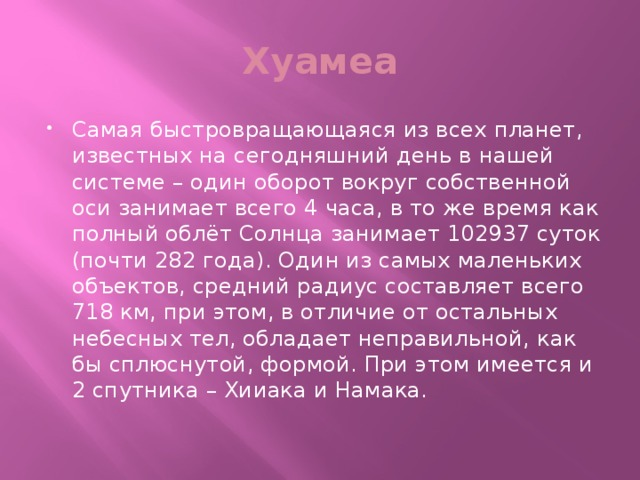 Хуамеа
Самая быстровращающаяся из всех планет,
известных на сегодняшний день в нашей
системе – один оборот вокруг собственной
оси занимает всего 4 часа, в то же время как
полный облёт Солнца занимает 102937 суток
(почти 282 года). Один из самых маленьких
объектов, средний радиус составляет всего
718 км, при этом, в отличие от остальных
небесных тел, обладает неправильной, как
бы сплюснутой, формой. При этом имеется и
2 спутника – Хииака и Намака.